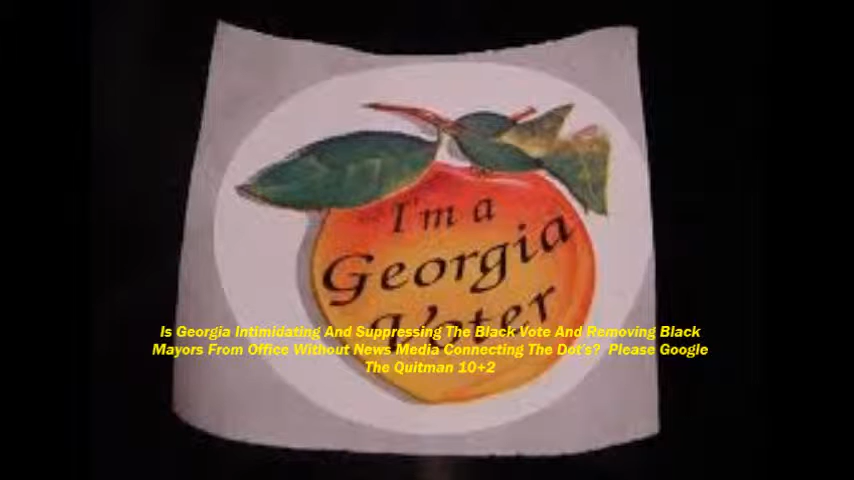 I'm a
Georgia
Voter
Is Georgia Intimidating And Suppressing The Black Vote And Removing Black
Mayors From Office Without News Media Connecting The Dot's? Please Google
The Quitman 10+2